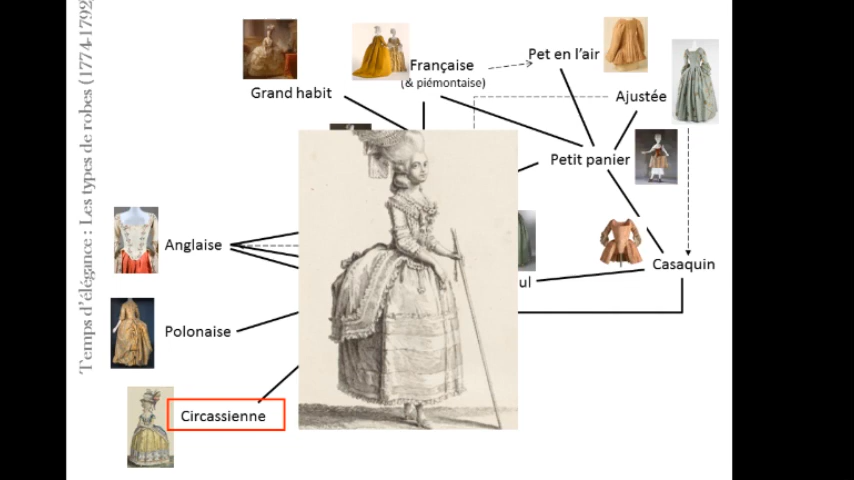 Temps d'élégance : Les types de robes (1774-1792
Grand habit
Française
(& piémontaise)
Pet en l'air
Ajustée
Petit panier
Anglaise
Casaquin
ul
Polonaise
Circassienne